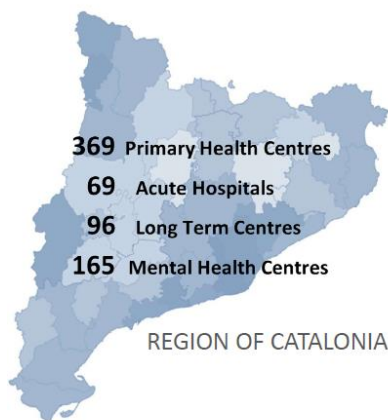 369 Primary Health Centres
69 Acute Hospitals
96 Long Term Centres
165 Mental Health Centres
REGION OF CATALONIA